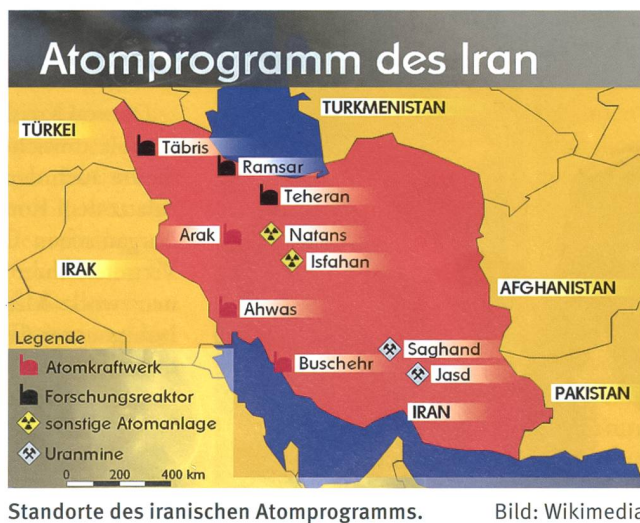 Atomprogramm des Iran
TURKMENISTAN
TÜRKEI
Täbris
Ramsar
Teheran
Arak
Natans
Isfahan
IRAK
AFGHANISTAN
Ahwas
Legende
Saghand
Atomkraftwerk
Buschehr
Jasd
Forschungsreaktor
PAKISTAN
IRAN
sonstige Atomanlage
Uranmine
0 200 400 km
Standorte des iranischen Atomprogramms. Bild: Wikimedia